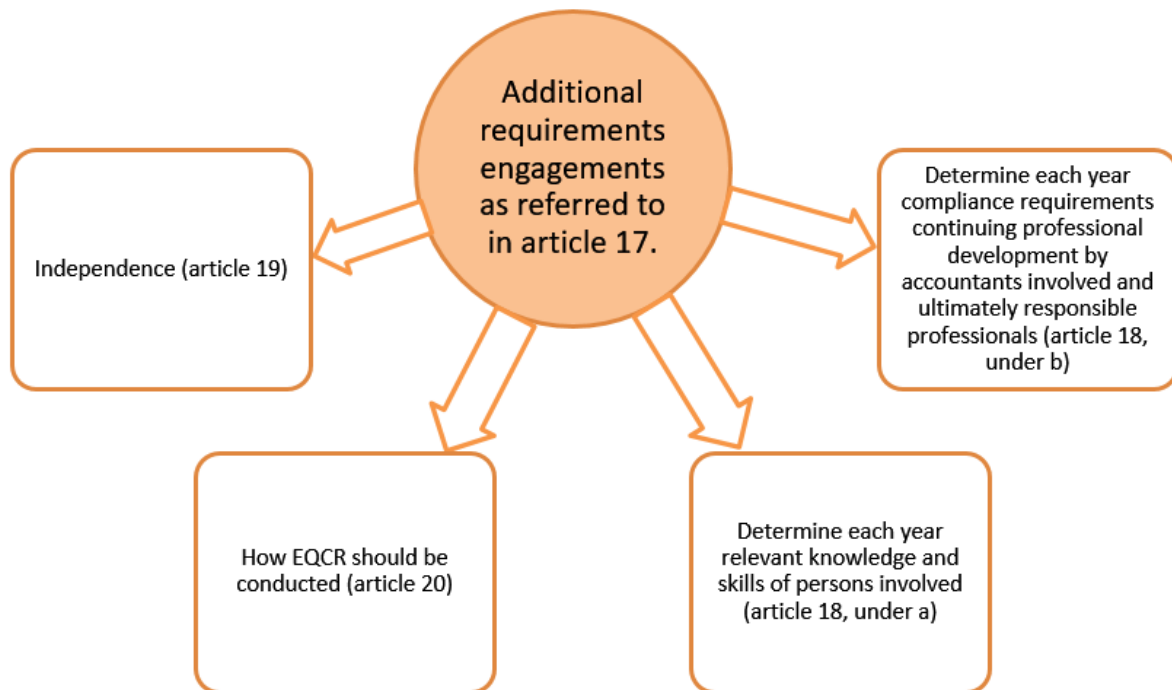 Additional
requirements
engagements
as referred to
in article 17.
Independence (article 19)
How EQCR should be
conducted (article 20)
Determine each year
relevant knowledge and
skills of persons involved
(article 18, under a)
Determine each year
compliance requirements
continuing professional
development by
accountants involved and
ultimately responsible
professionals (article 18,
under b)